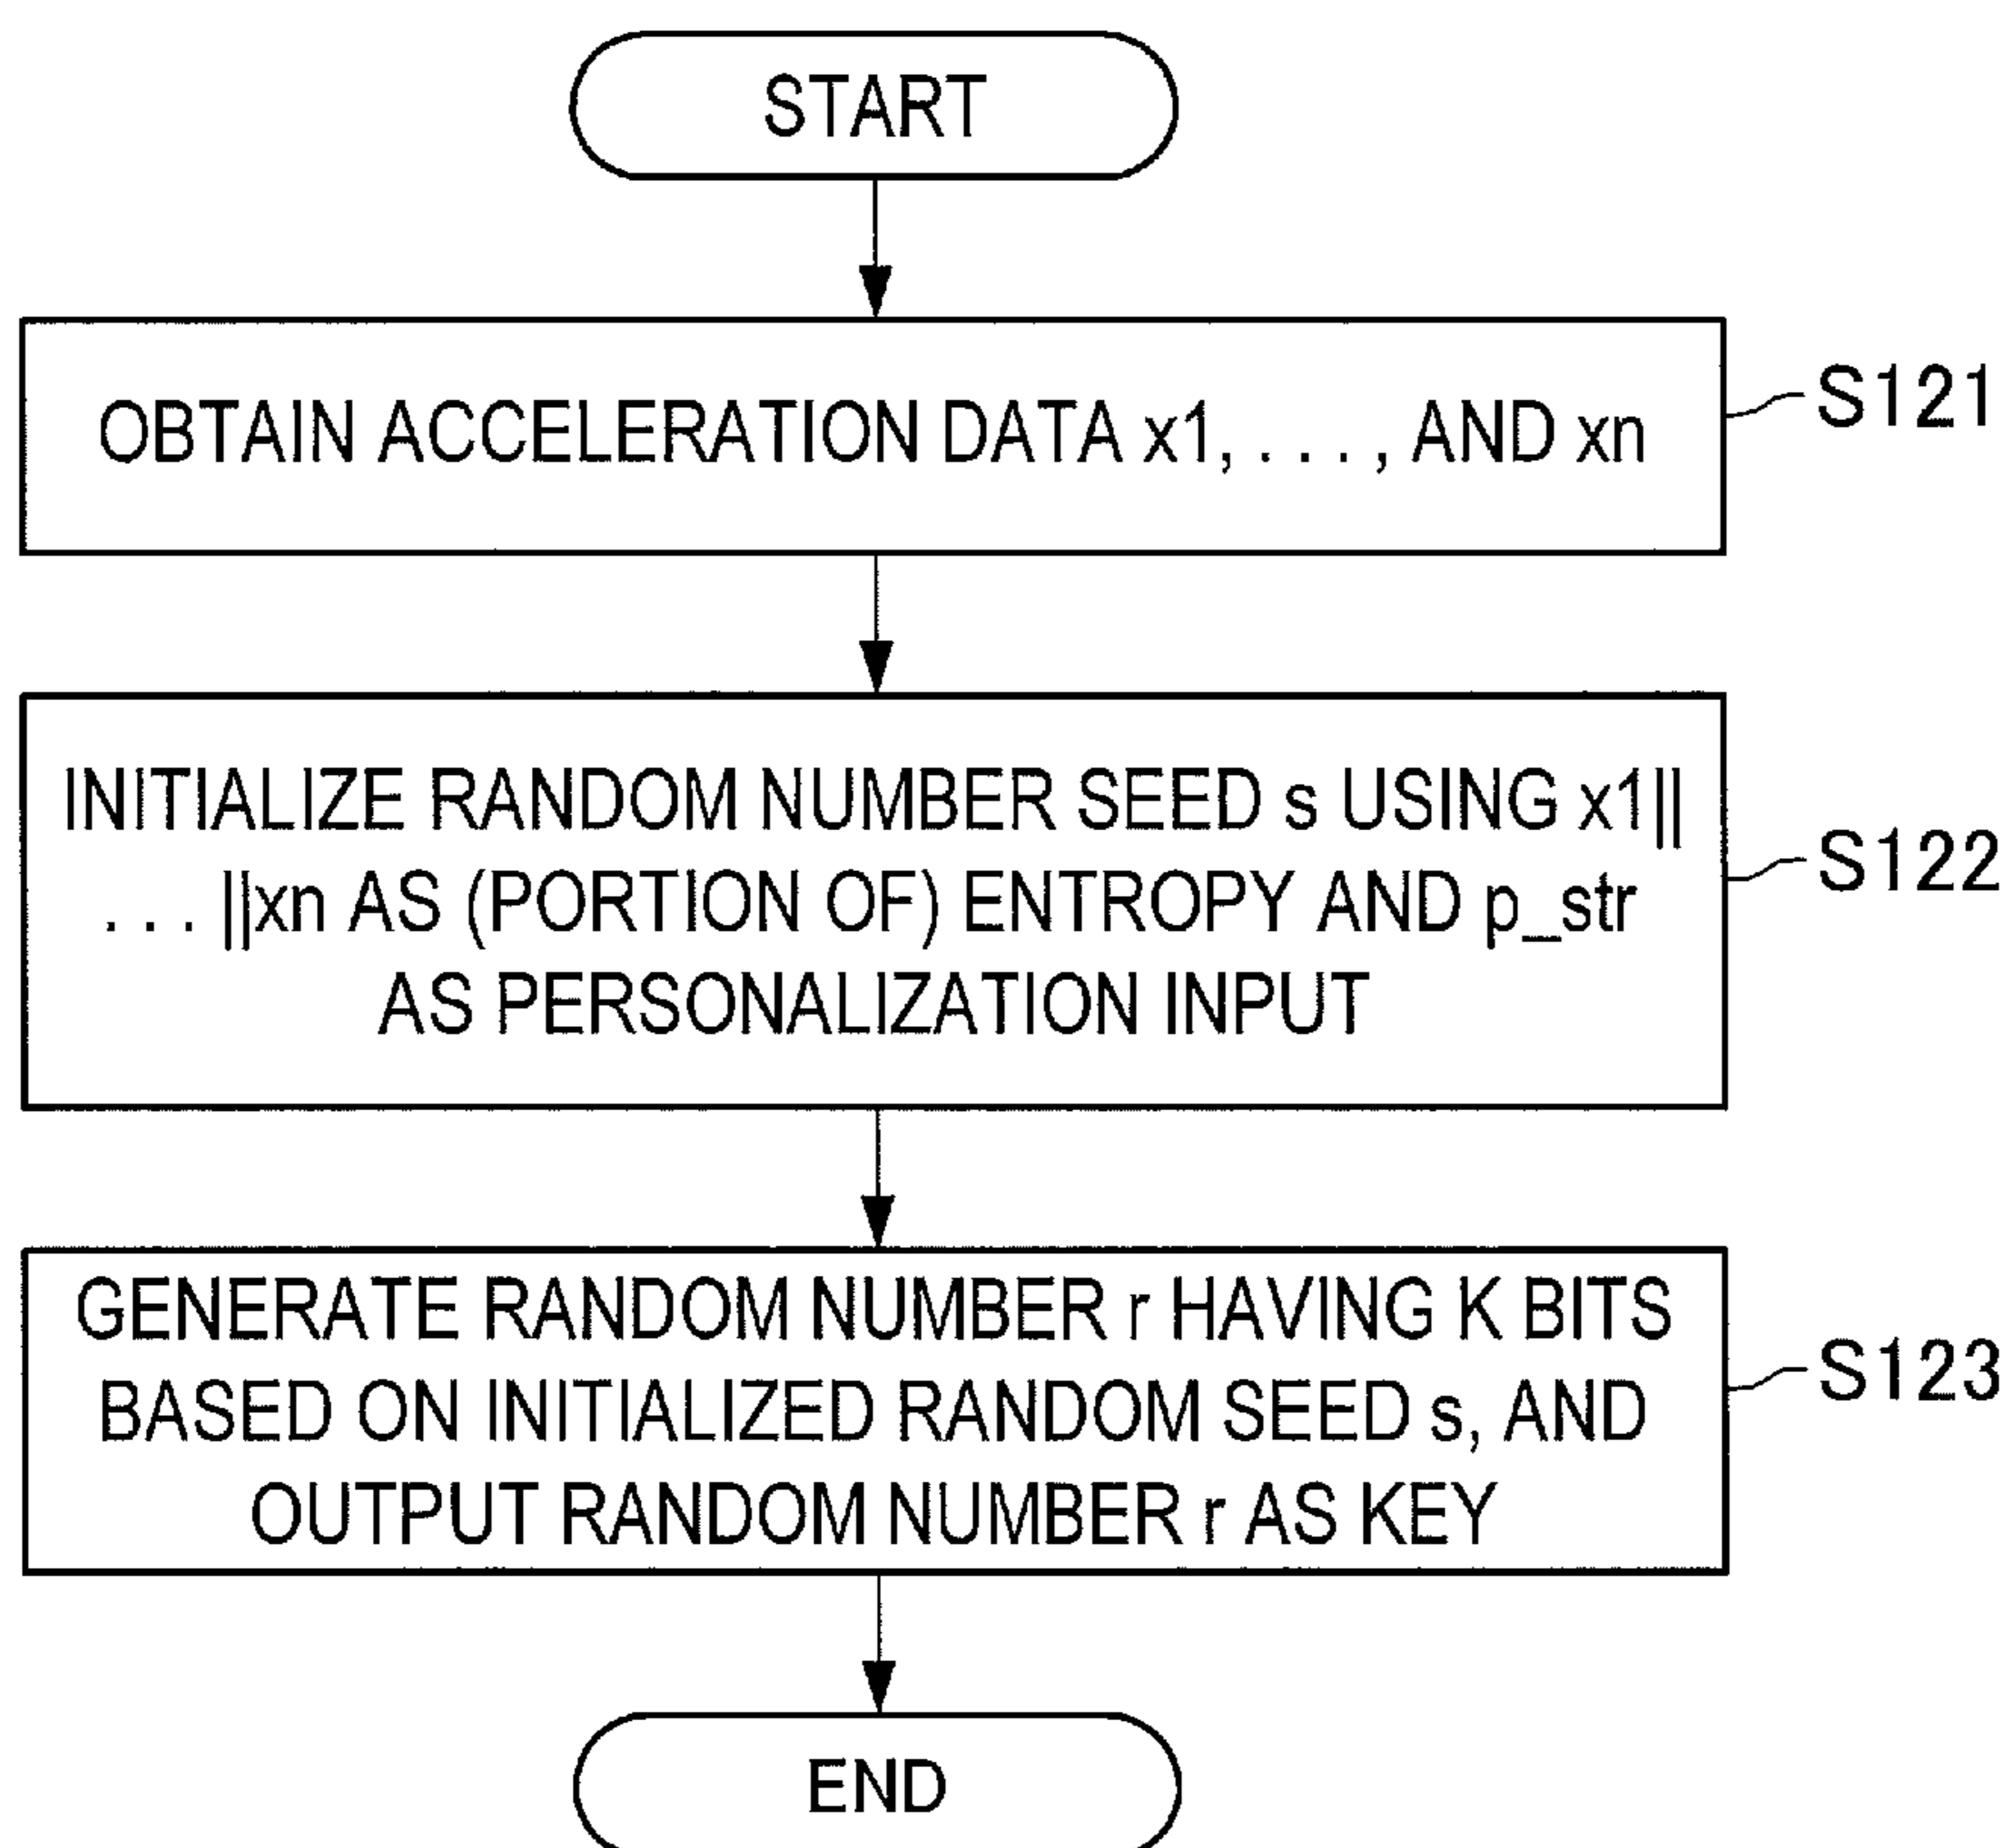 START
OBTAIN ACCELERATION DATA x1, . . . , AND xn
S121
INITIALIZE RANDOM NUMBER SEED s USING x1||
. . . ||xn AS (PORTION OF) ENTROPY AND p_str
AS PERSONALIZATION INPUT
S122
GENERATE RANDOM NUMBER r HAVING K BITS
BASED ON INITIALIZED RANDOM SEED s, AND
OUTPUT RANDOM NUMBER r AS KEY
S123
END